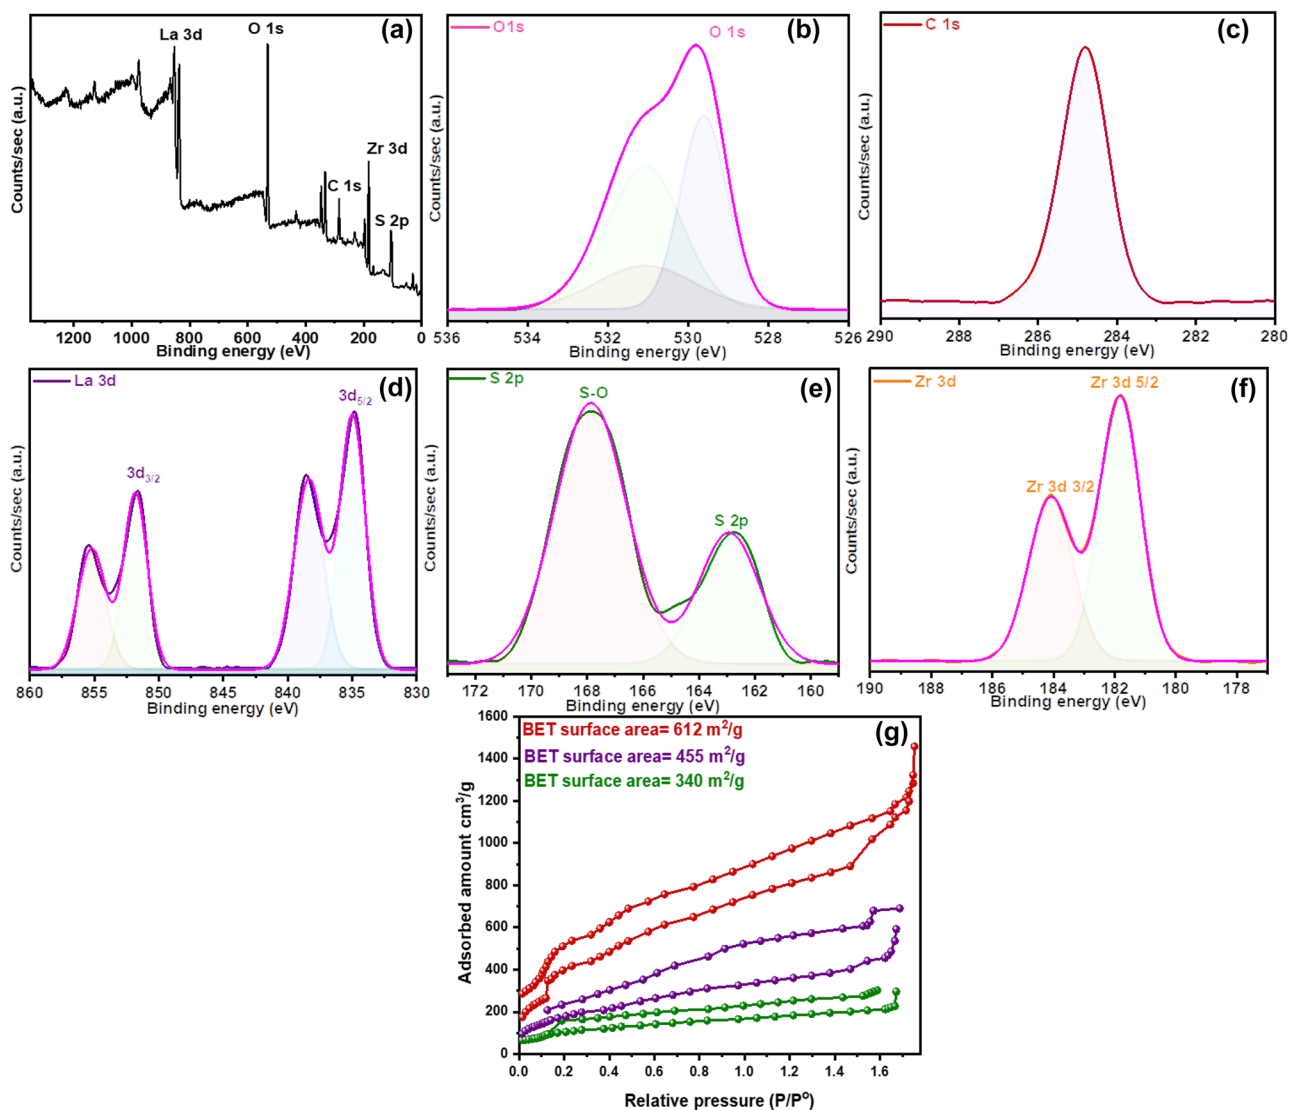 (a)
La 3d
O 1s
Zr 3d
C 1s
S 2p
Counts/sec (a.u.)
1200 1000 800 600 400 200 0
Binding energy (eV)
O1s
O 1s
(b)
Counts/sec (a.u.)
536 534 532 530 528 526
Binding energy (eV)
C 1s
(c)
Counts/sec (a.u.)
290 288 286 284 282 280
Binding energy (eV)
La 3d
(d)
3d5/2
3d3/2
Counts/sec (a.u.)
860 855 850 845 840 835 830
Binding energy (eV)
S 2p
(e)
S-O
S 2p
Counts/sec (a.u.)
172 170 168 166 164 162 160
Binding energy (eV)
Zr 3d
Zr 3d 5/2
(f)
Zr 3d 3/2
Counts/sec (a.u.)
190 188 186 184 182 180 178
Binding energy (eV)
(g)
BET surface area= 612 m²/g
BET surface area= 455 m²/g
BET surface area= 340 m²/g
Adsorbed amount cm³/g
1600
1400
1200
1000
800
600
400
200
0
0.0 0.2 0.4 0.6 0.8 1.0 1.2 1.4 1.6
Relative pressure (P/P⁰)